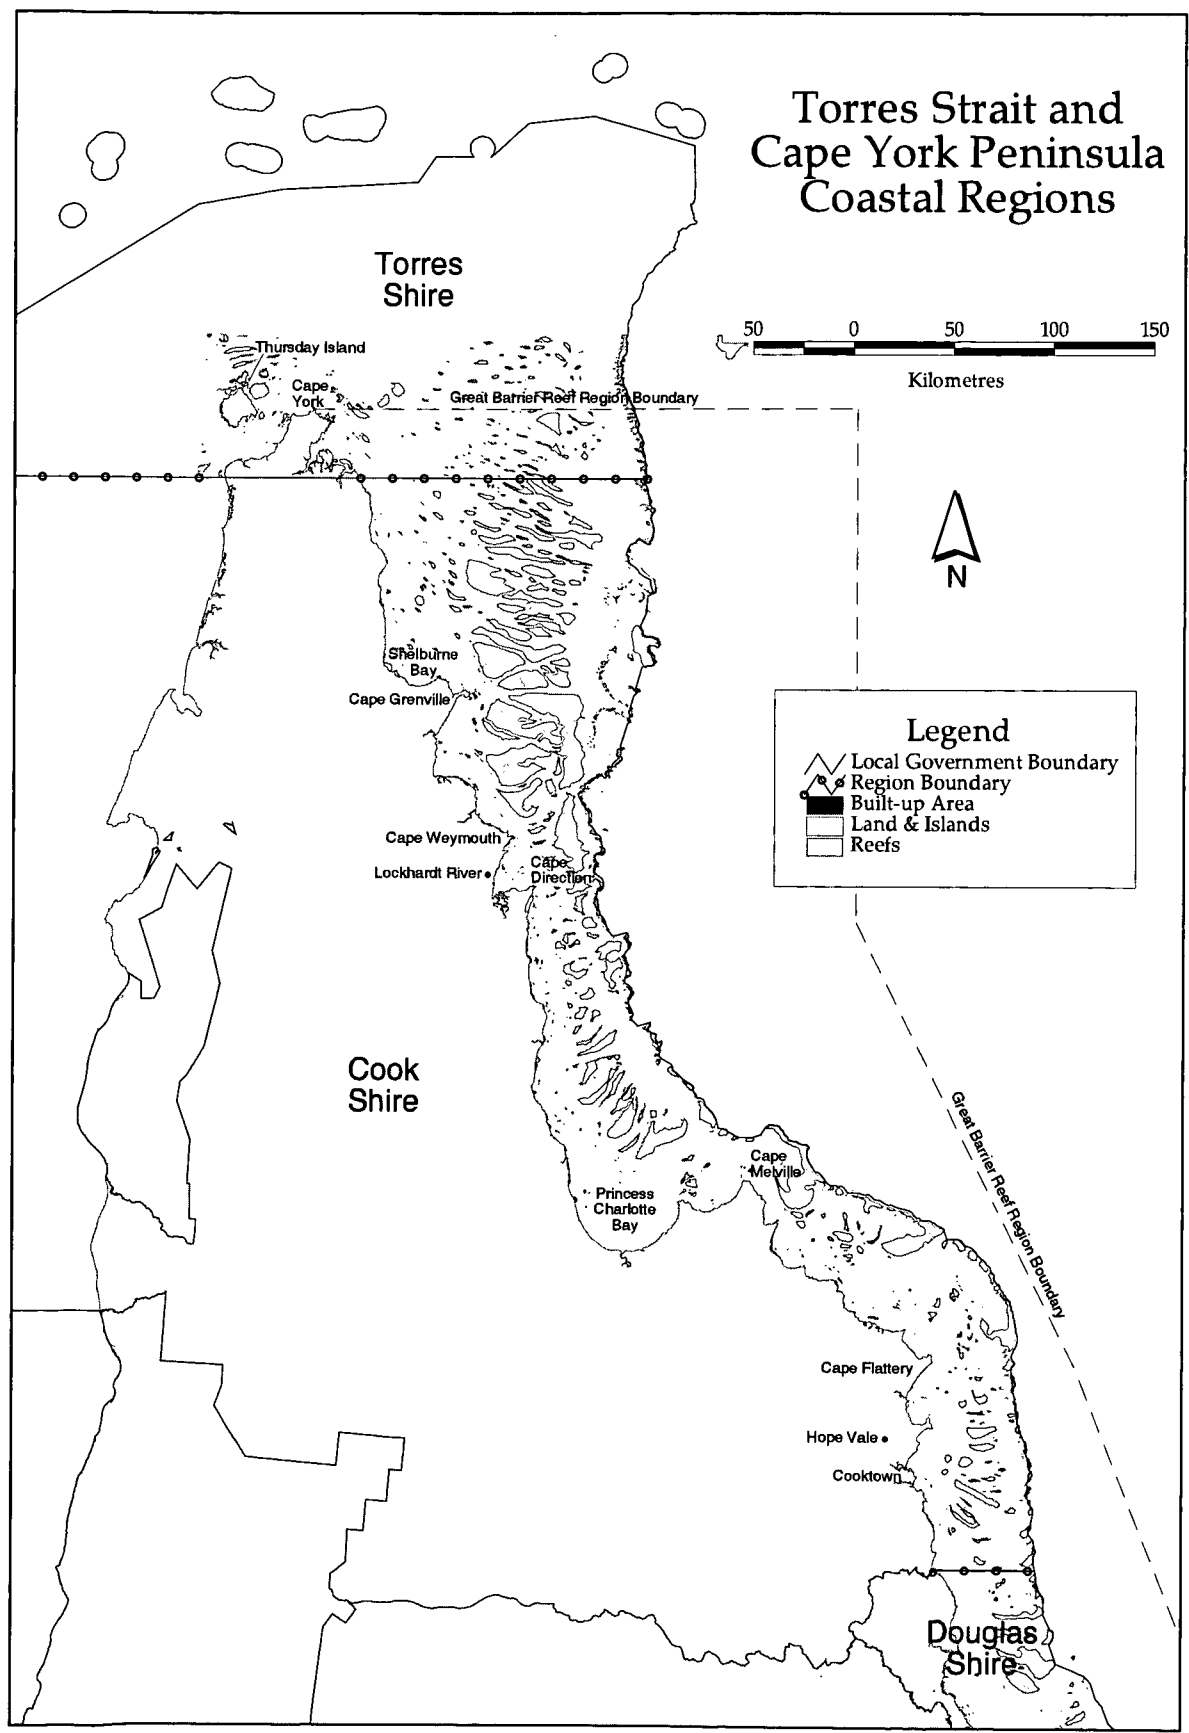 Torres Strait and
Cape York Peninsula
Coastal Regions
Torres
Shire
50 0 50 100 150
Kilometres
Thursday Island
Cape
York
Great Barrier Reef Region Boundary
N
Shelburne
Bay
Cape Grenville
Legend
Local Government Boundary
Region Boundary
Built-up Area
Land & Islands
Reefs
Cape Weymouth
Lockhardt River
Cape
Direction
Cook
Shire
Great Barrier Reef Region Boundary
Cape
Melville
Princess
Charlotte
Bay
Cape Flattery
Hope Vale
Cooktown
Douglas
Shire